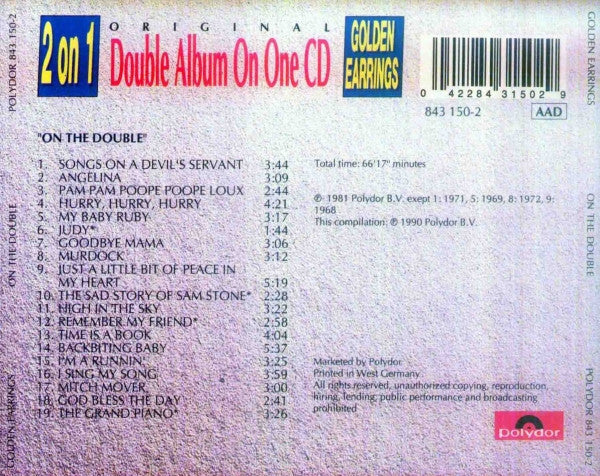 POLYDOR 843 150-2
ON THE DOUBLE
GOLDEN EARRINGS
2 on 1
ORIGINAL
Double Album On One CD
GOLDEN
EARRINGS
0 42284 31502 9
843 150-2
AAD
"ON THE DOUBLE"
1. SONGS ON A DEVIL'S SERVANT 3:44
2. ANGELINA 3:09
3. PAM PAM POOPE POOPE LOUX 2:44
4. HURRY, HURRY, HURRY 4:21
5. MY BABY RUBY 3:17
6. JUDY* 1:44
7. GOODBYE MAMA 3:06
8. MURDOCK 3:12
9. JUST A LITTLE BIT OF PEACE IN
MY HEART 5:19
10. THE SAD STORY OF SAM STONE* 2:28
11. HIGH IN THE SKY 3:22
12. REMEMBER MY FRIEND* 2:58
13. TIME IS A BOOK 4:04
14. BACKBITING BABY 5:37
15. I'M A RUNNIN' 3:25
16. I SING MY SONG 3:59
17. MITCH MOVER 3:00
18. GOD BLESS THE DAY 2:41
19. THE GRAND PIANO* 3:26
Total time: 66'17" minutes
℗ 1981 Polydor B.V. exept 1: 1971, 5: 1969, 8: 1972, 9:
1968
This compilation: ℗ 1990 Polydor B.V.
Marketed by Polydor
Printed in West Germany
All rights reserved, unauthorized copying, reproduction,
hiring, lending, public performance and broadcasting
prohibited
polydor
GOLDEN EARRINGS
ON THE DOUBLE
POLYDOR 843 150-2